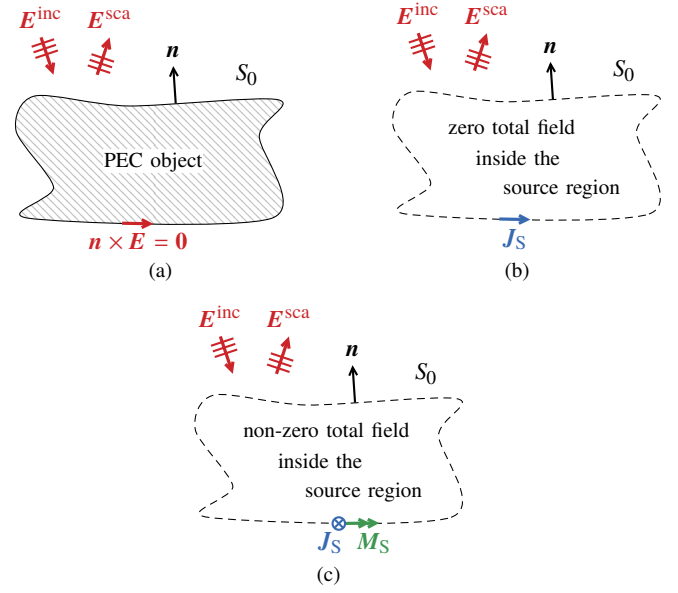 E^inc E^sca
n
S_0
PEC object
n × E = 0
(a)
E^inc E^sca
n
S_0
zero total field
inside the
source region
J_S
(b)
E^inc E^sca
n
S_0
non-zero total field
inside the
source region
J_S M_S
(c)